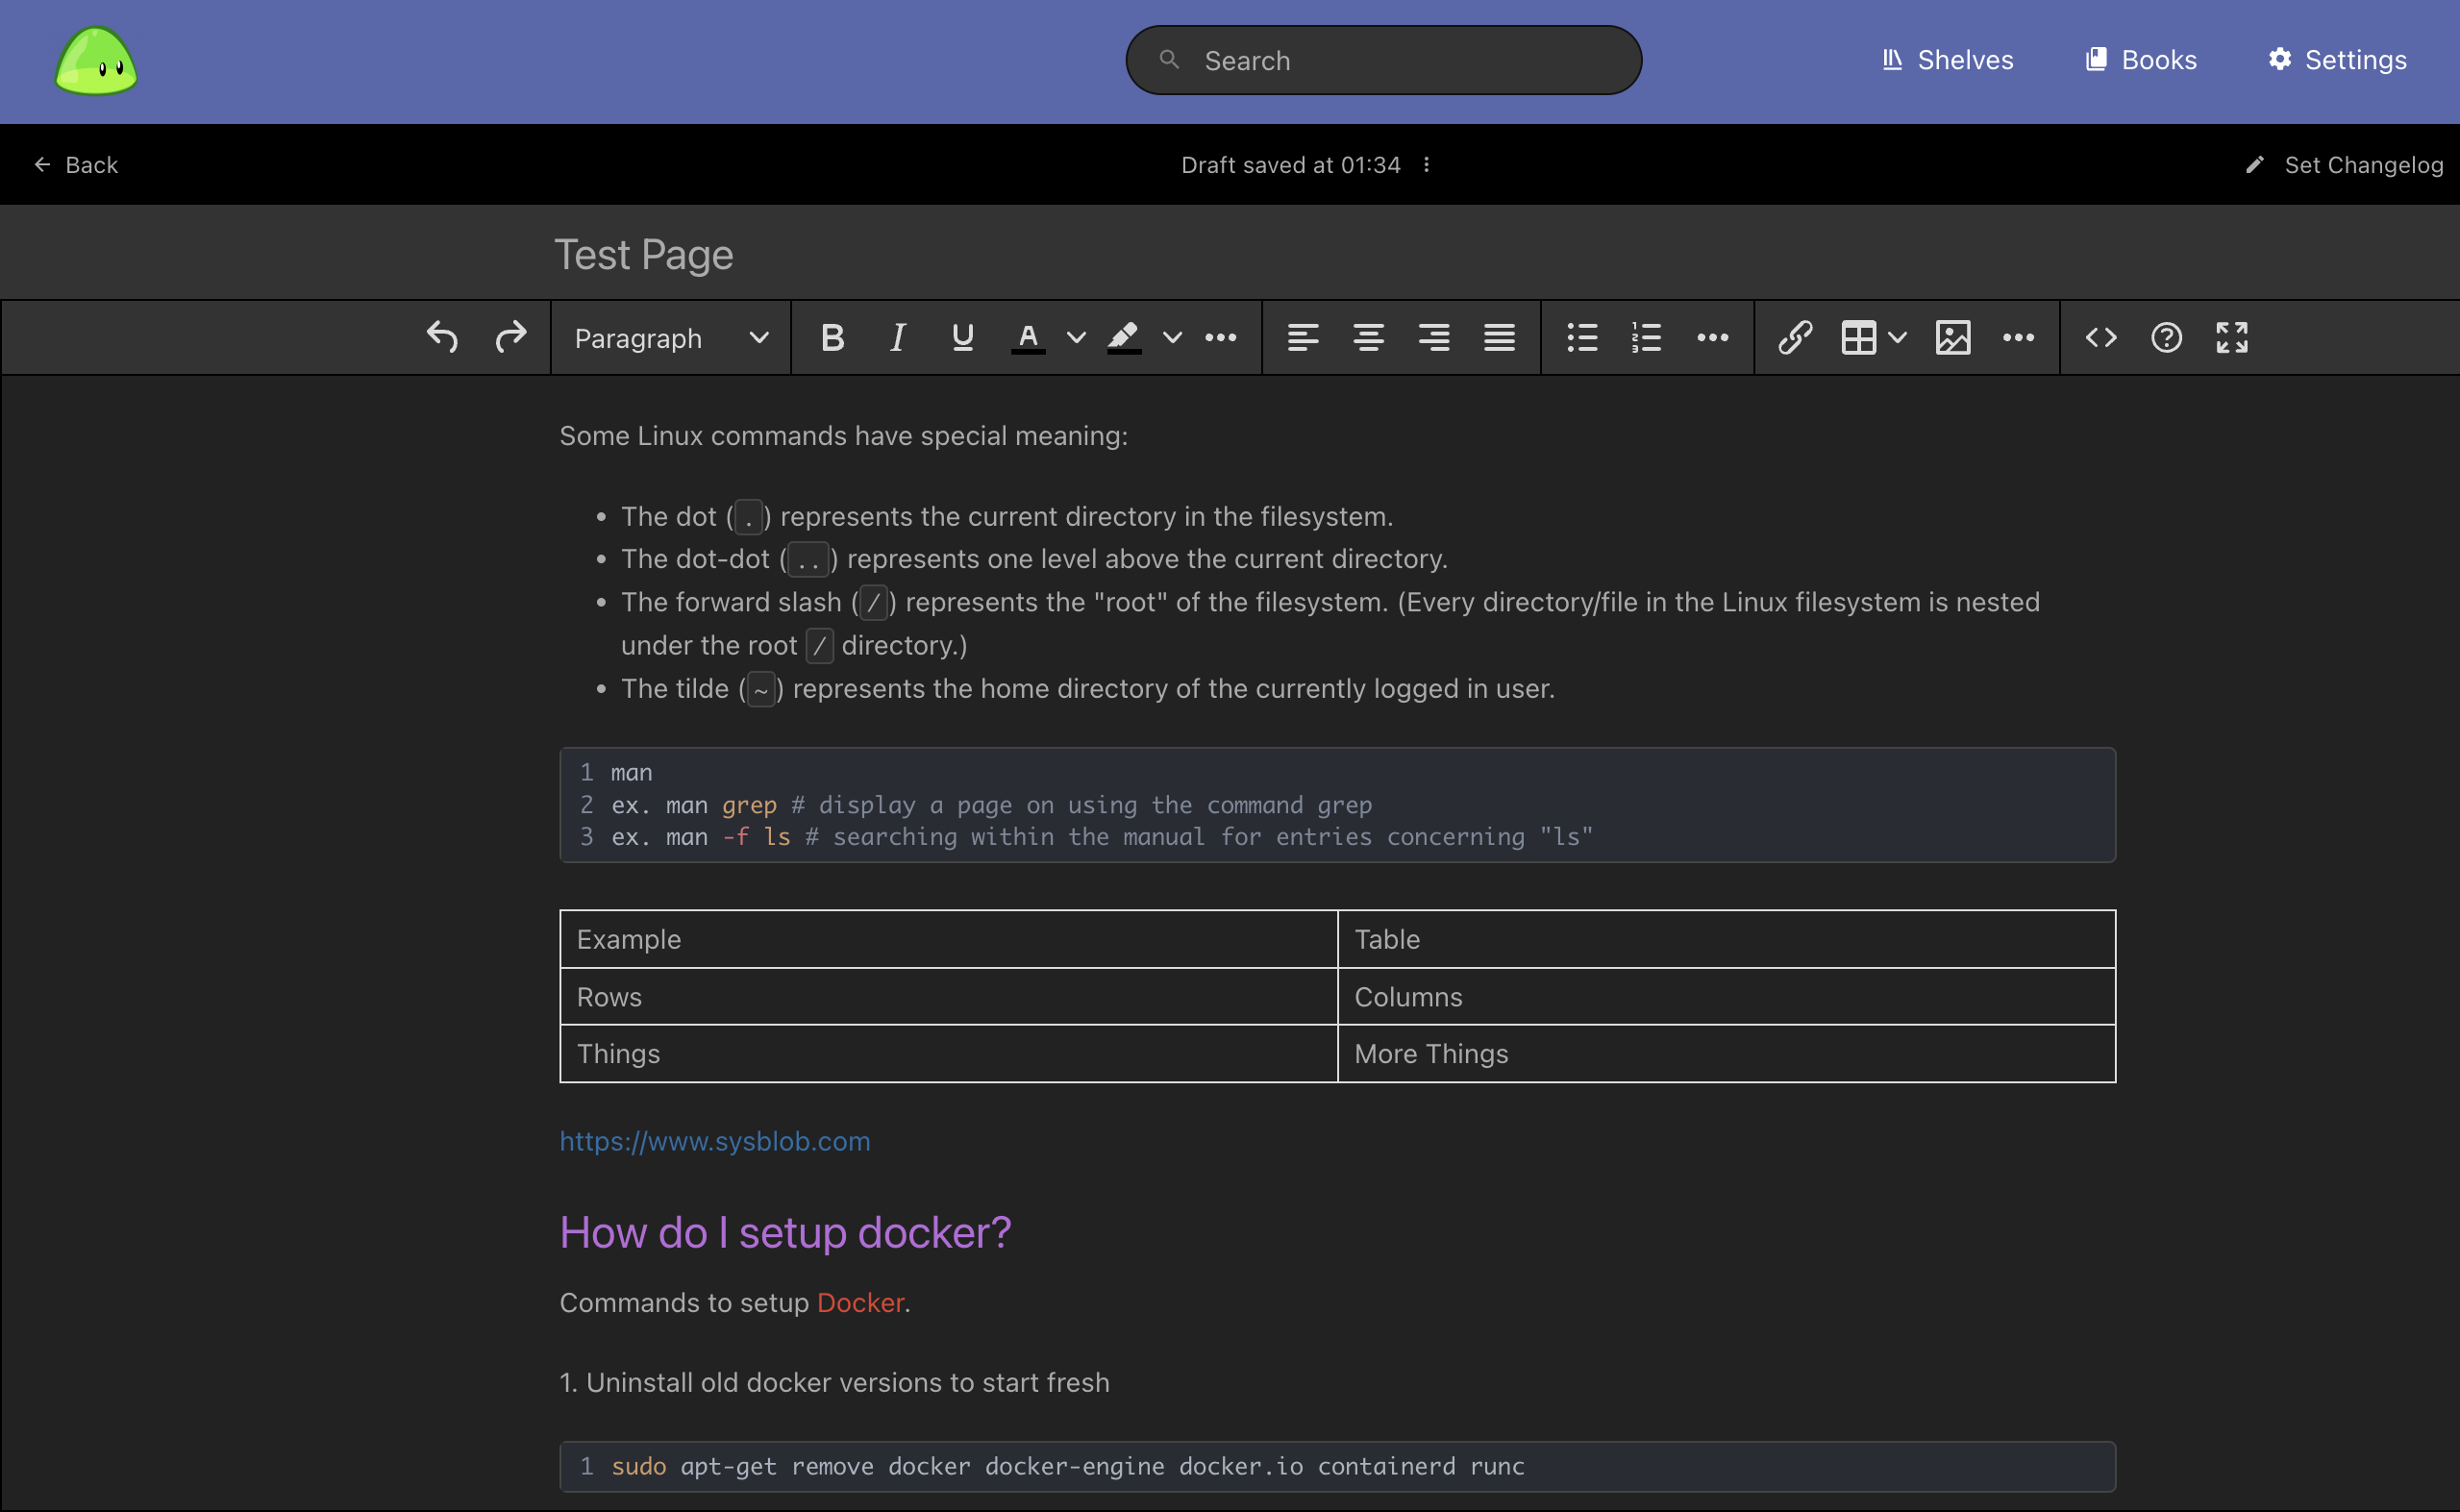 Search
Shelves
Books
Settings
Back
Draft saved at 01:34
Set Changelog
Test Page
Paragraph
Some Linux commands have special meaning:
The dot (.) represents the current directory in the filesystem.
The dot-dot (..) represents one level above the current directory.
The forward slash (/) represents the "root" of the filesystem. (Every directory/file in the Linux filesystem is nested
under the root / directory.)
The tilde (~) represents the home directory of the currently logged in user.
1 man
2 ex. man grep # display a page on using the command grep
3 ex. man -f ls # searching within the manual for entries concerning "ls"
Example Table
Rows Columns
Things More Things
https://www.sysblob.com
How do I setup docker?
Commands to setup Docker.
1. Uninstall old docker versions to start fresh
1 sudo apt-get remove docker docker-engine docker.io containerd runc